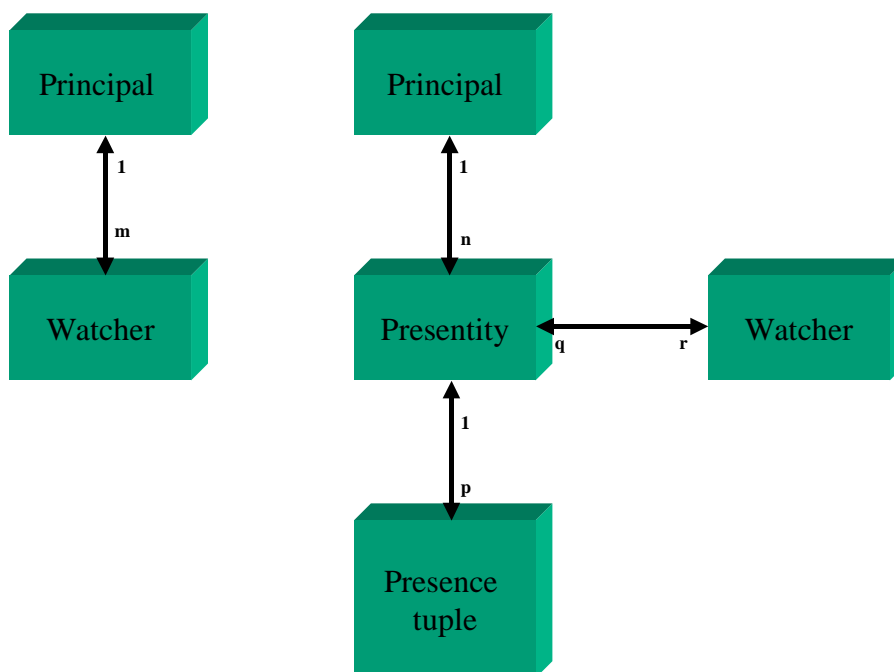 Principal
Principal
1
1
m
n
Watcher
Presentity
q
r
Watcher
1
p
Presence
tuple